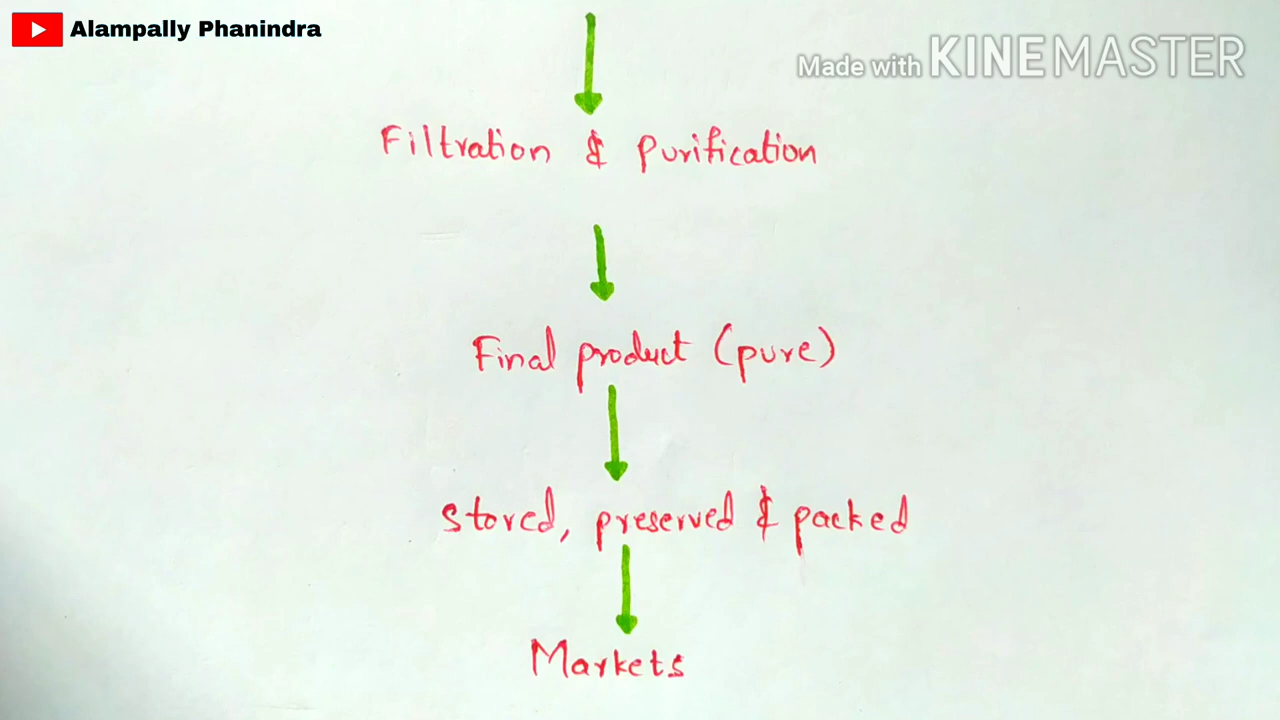 Alampally Phanindra
Made with KINEMASTER
Filtration & purification
Final product (pure)
stored, preserved & packed
Markets